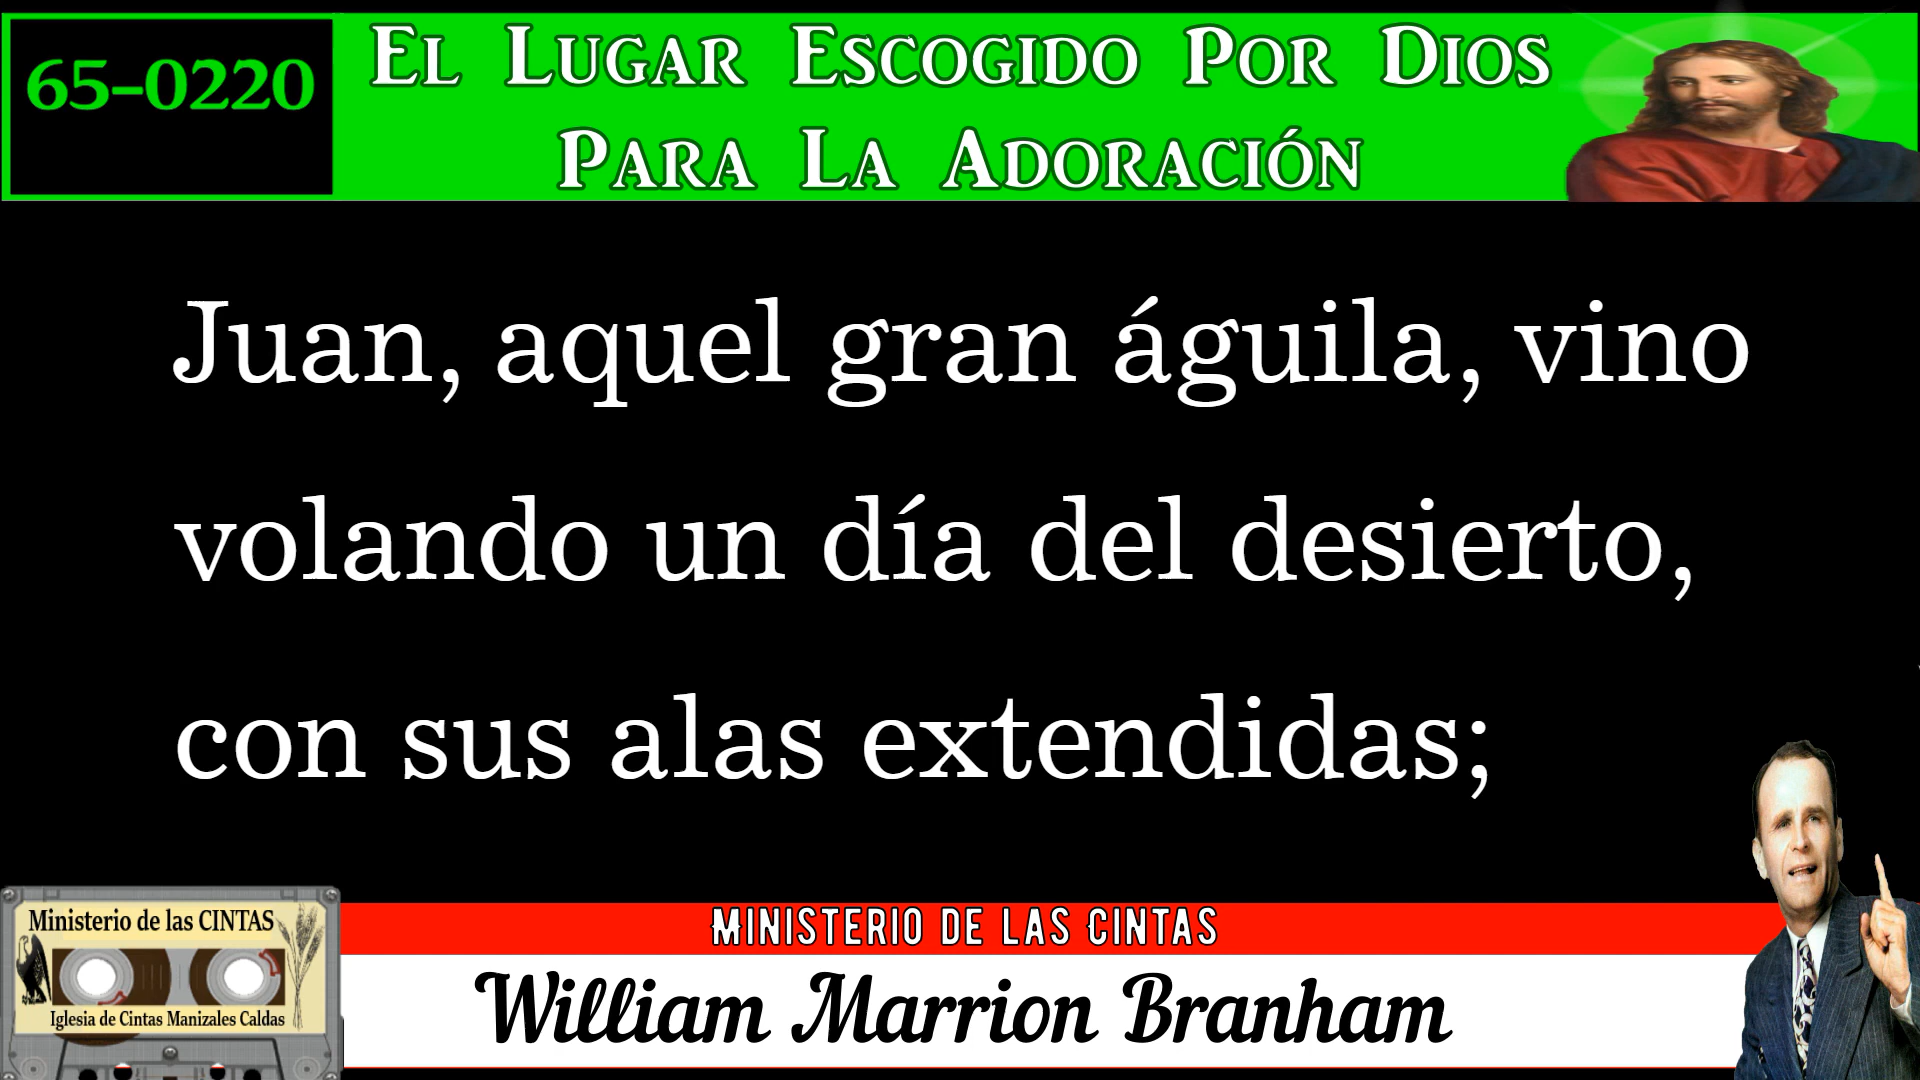 65-0220
El Lugar Escogido Por Dios
Para La Adoración
Juan, aquel gran águila, vino
volando un día del desierto,
con sus alas extendidas;
Ministerio de las CINTAS
Iglesia de Cintas Manizales Caldas
MINISTERIO DE LAS CINTAS
William Marrion Branham